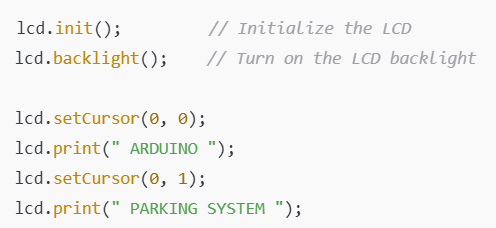 lcd.init();          // Initialize the LCD
lcd.backlight();    // Turn on the LCD backlight
lcd.setCursor(0, 0);
lcd.print(" ARDUINO ");
lcd.setCursor(0, 1);
lcd.print(" PARKING SYSTEM ");